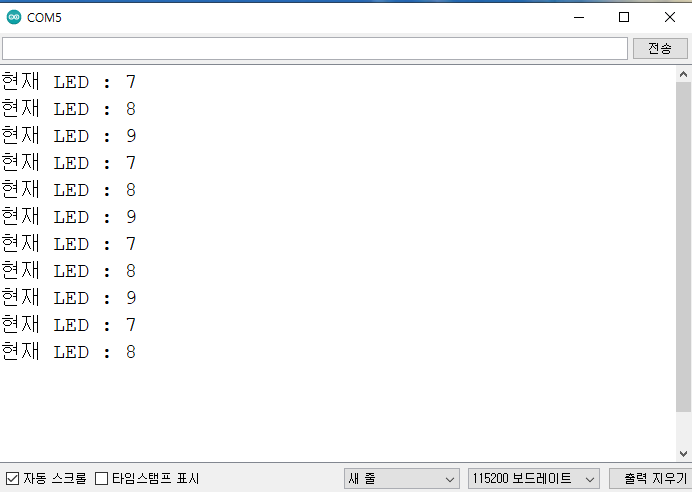 COM5
전송
현재 LED : 7
현재 LED : 8
현재 LED : 9
현재 LED : 7
현재 LED : 8
현재 LED : 9
현재 LED : 7
현재 LED : 8
현재 LED : 9
현재 LED : 7
현재 LED : 8
자동 스크롤 타임스탬프 표시 새 줄 115200 보드레이트 출력 지우기